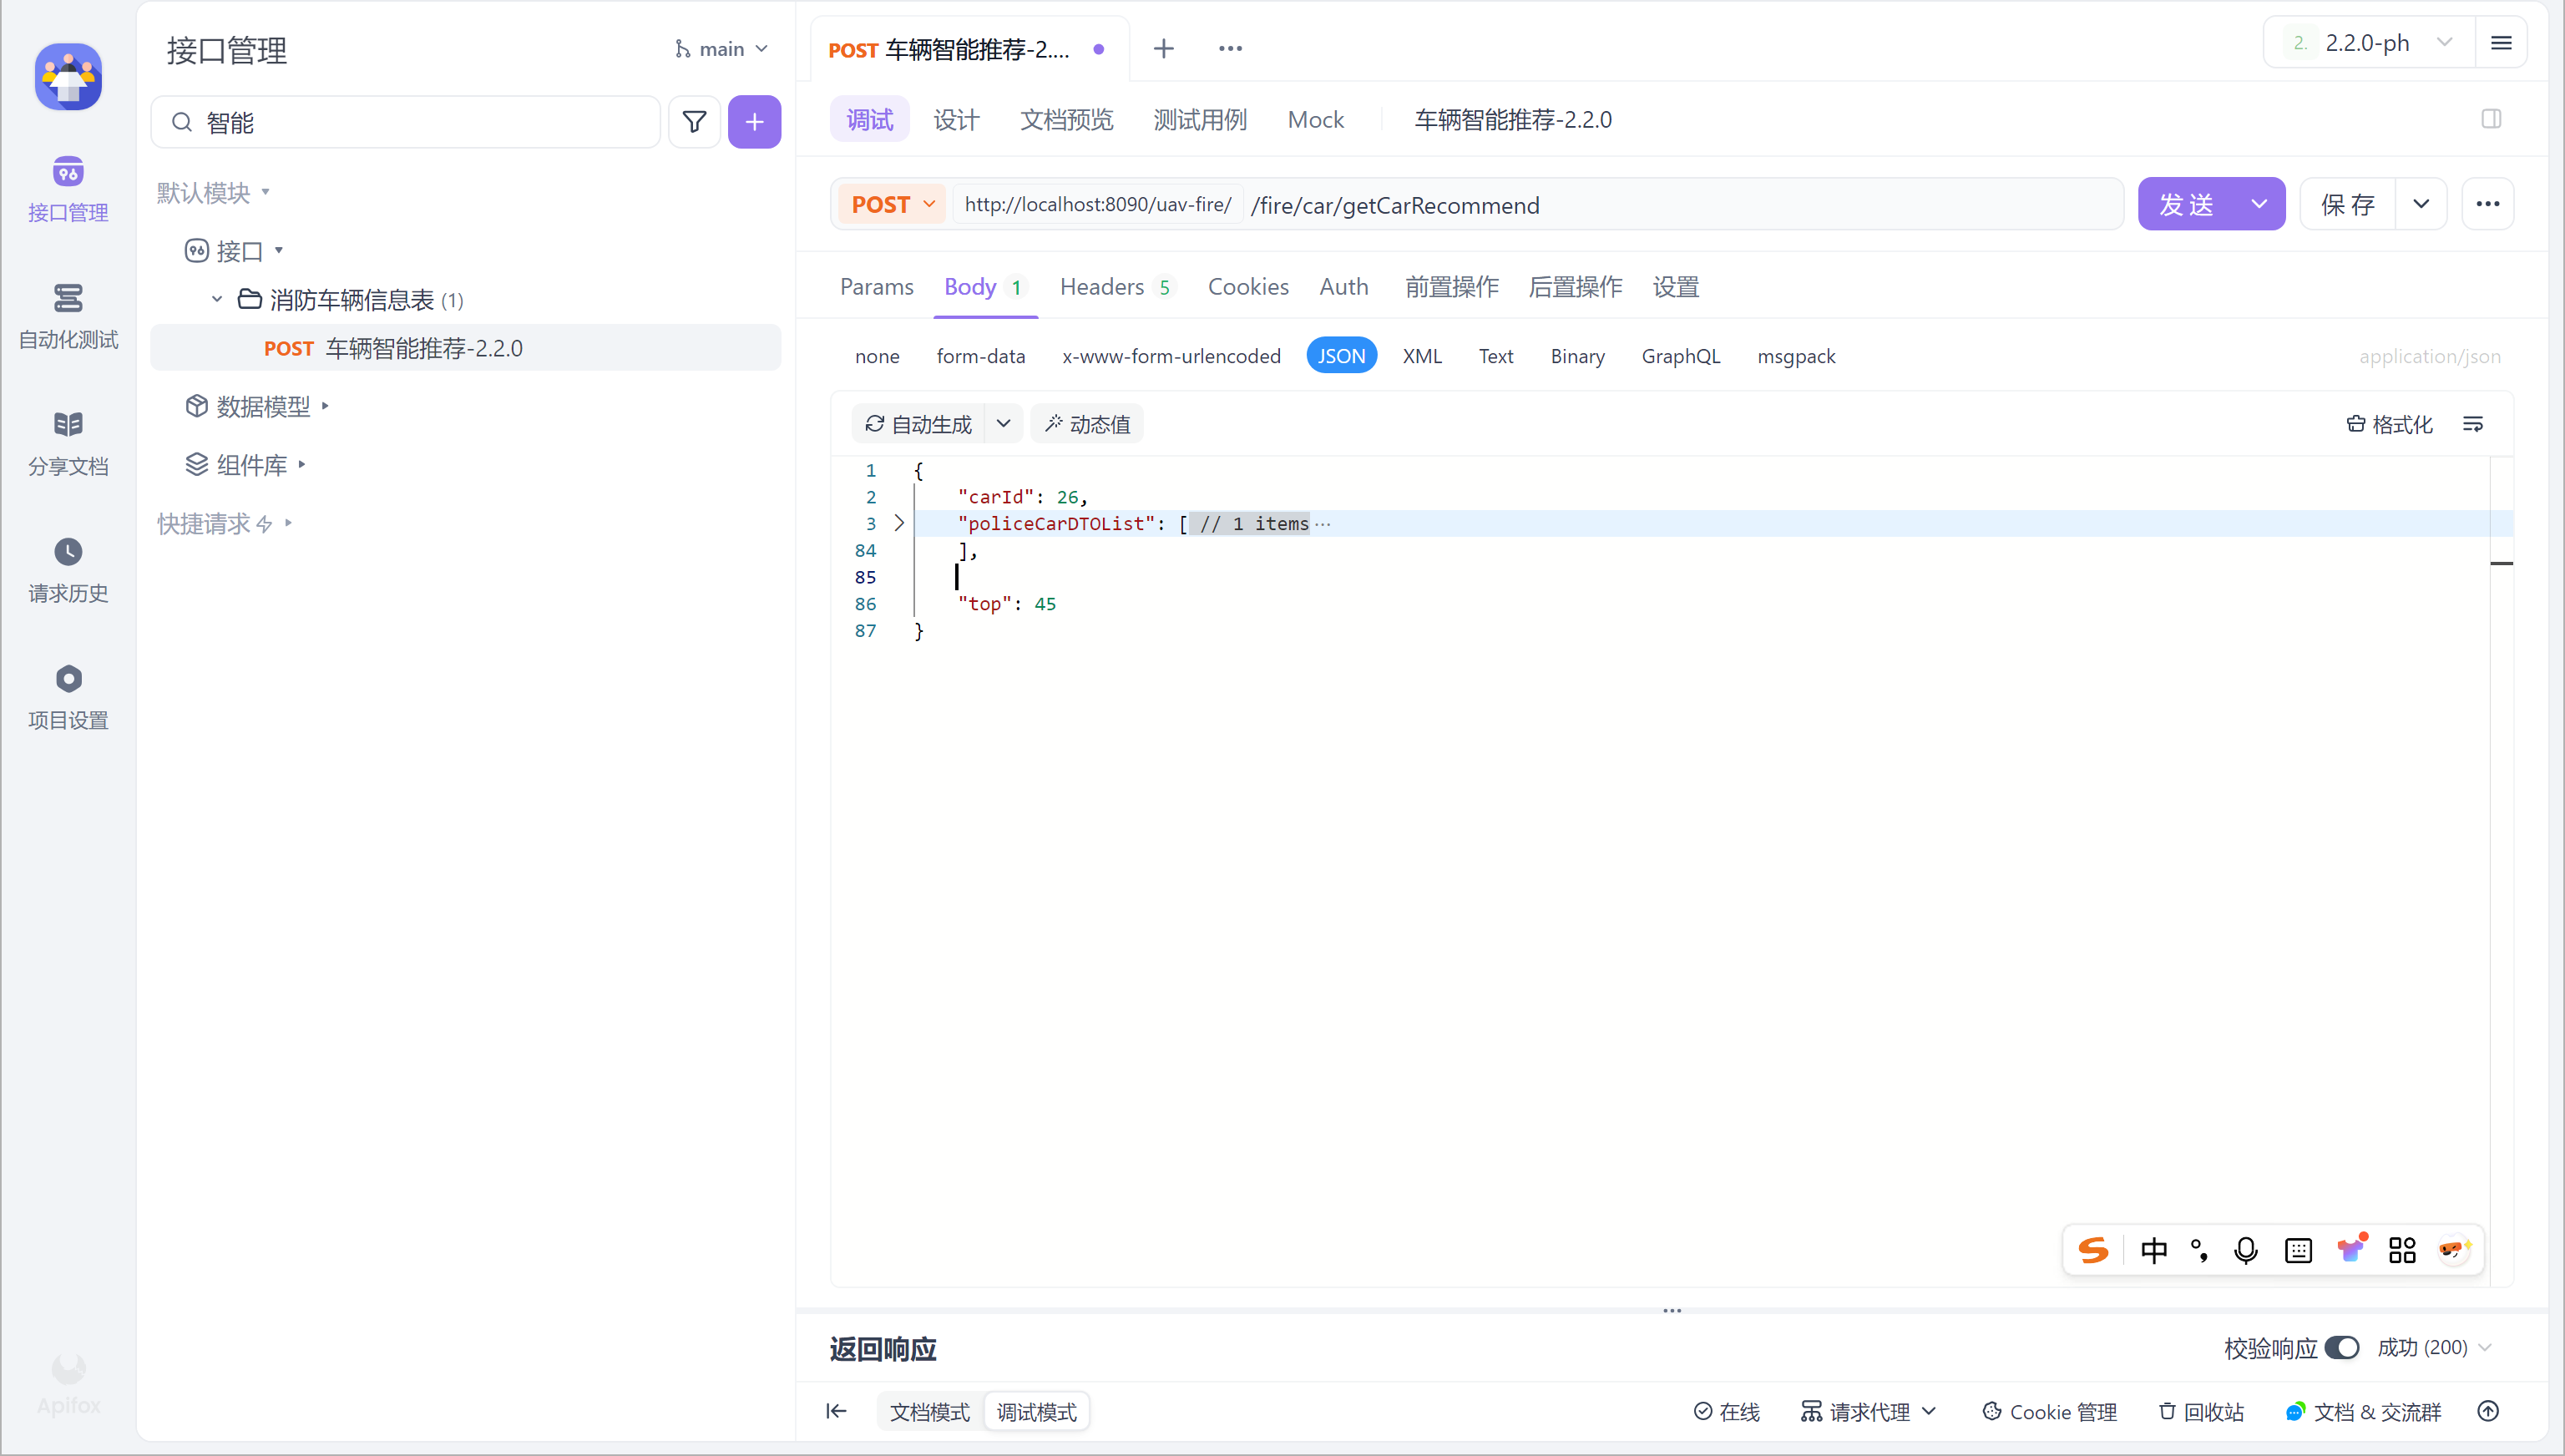 接口管理
自动化测试
分享文档
请求历史
项目设置
Apifox
接口管理
main
智能
默认模块
接口
消防车辆信息表 (1)
POST 车辆智能推荐-2.2.0
数据模型
组件库
快捷请求
POST 车辆智能推荐-2....
2. 2.2.0-ph
调试 设计 文档预览 测试用例 Mock 车辆智能推荐-2.2.0
POST http://localhost:8090/uav-fire/ /fire/car/getCarRecommend 发送 保存
Params Body 1 Headers 5 Cookies Auth 前置操作 后置操作 设置
none form-data x-www-form-urlencoded JSON XML Text Binary GraphQL msgpack application/json
自动生成 动态值 格式化
1 {
2 "carId": 26,
3 "policeCarDTOList": [ // 1 items ...
84 ],
85
86 "top": 45
87 }
中
返回响应 校验响应 成功 (200)
文档模式 调试模式 在线 请求代理 Cookie 管理 回收站 文档 & 交流群